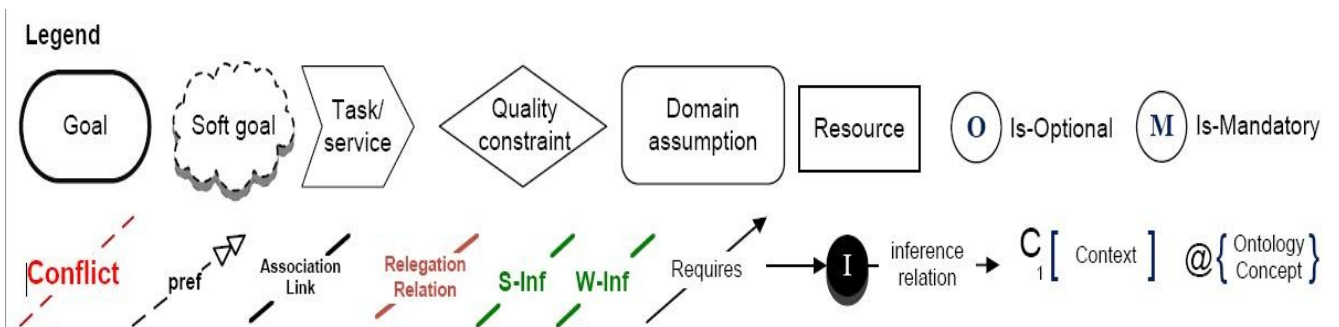 Legend
Goal
Soft goal
Task/
service
Quality
constraint
Domain
assumption
Resource
O
Is-Optional
M
Is-Mandatory
Conflict
pref
Association
Link
Relegation
Relation
S-Inf
W-Inf
Requires
I
inference
relation
C
1
[ Context ]
@{ Ontology
Concept }